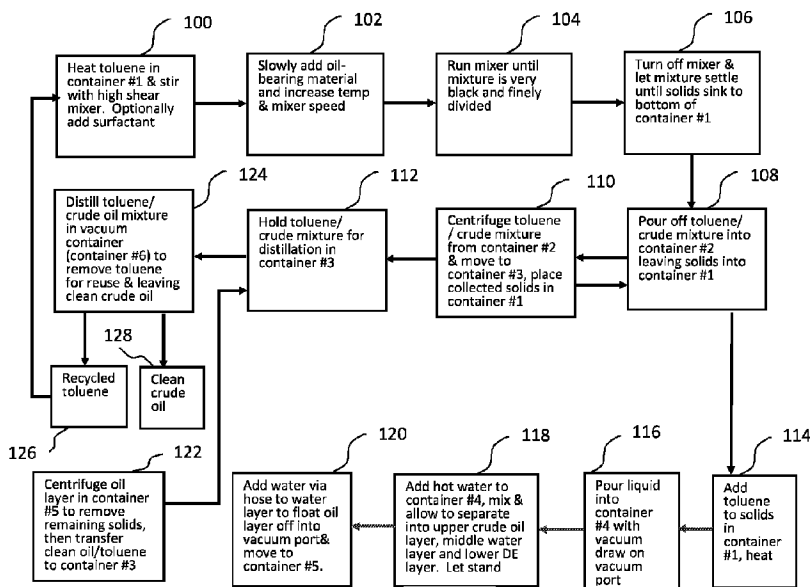 100
Heat toluene in
container #1 & stir
with high shear
mixer.  Optionally
add surfactant
102
Slowly add oil-
bearing material
and increase temp
& mixer speed
104
Run mixer until
mixture is very
black and finely
divided
106
Turn off mixer &
let mixture settle
until solids sink to
bottom of
container #1
108
Pour off toluene/
crude mixture into
container #2
leaving solids into
container #1
110
Centrifuge toluene
/ crude mixture
from container #2
& move to
container #3, place
collected solids in
container #1
112
Hold toluene/
crude mixture for
distillation in
container #3
124
Distill toluene/
crude oil mixture
in vacuum
container
(container #6) to
remove toluene
for reuse & leaving
clean crude oil
128
Clean
crude
oil
Recycled
toluene
126
114
Add
toluene to
solids in
container
#1, heat
116
Pour liquid
into
container
#4 with
vacuum
draw on
vacuum
port
118
Add hot water to
container #4, mix &
allow to separate
into upper crude oil
layer, middle water
layer and lower DE
layer.  Let stand
120
Add water via
hose to water
layer to float oil
layer off into
vacuum port&
move to
container #5.
122
Centrifuge oil
layer in container
#5 to remove
remaining solids,
then transfer
clean oil/toluene
to container #3